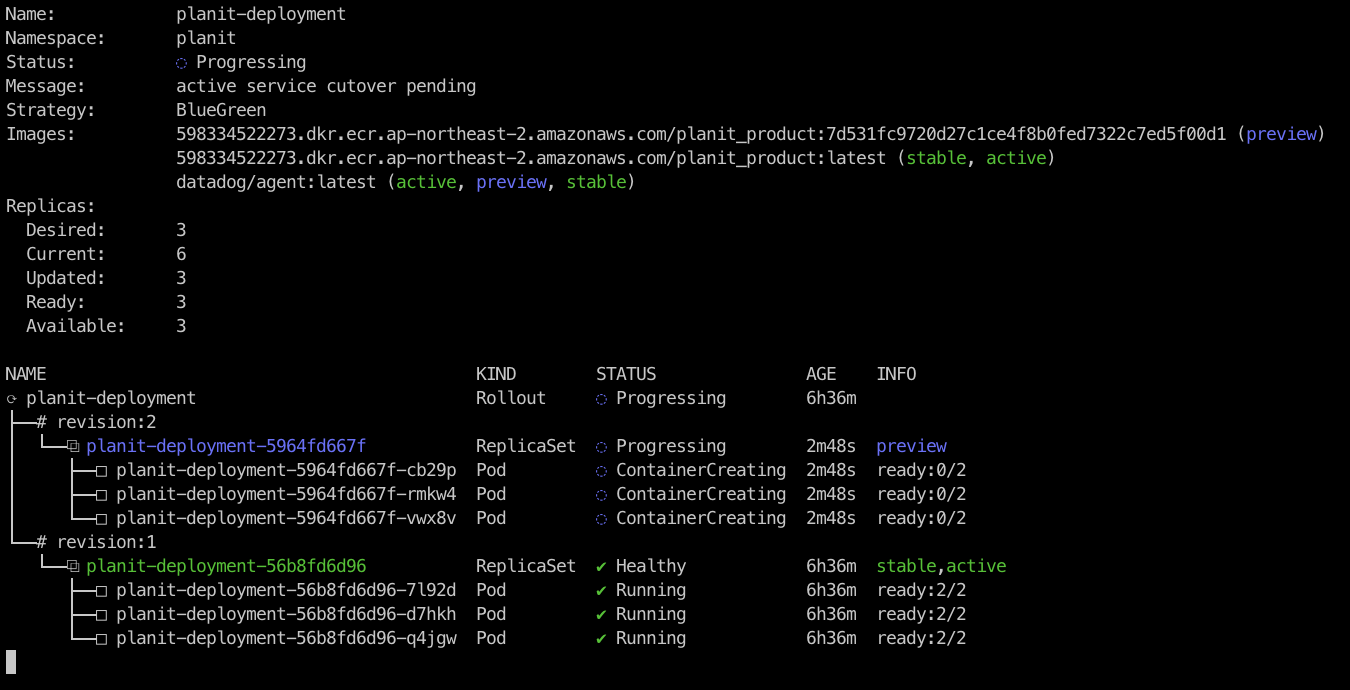 Name: planit-deployment
Namespace: planit
Status: ◌ Progressing
Message: active service cutover pending
Strategy: BlueGreen
Images: 598334522273.dkr.ecr.ap-northeast-2.amazonaws.com/planit_product:7d531fc9720d27c1ce4f8b0fed7322c7ed5f00d1 (preview)
598334522273.dkr.ecr.ap-northeast-2.amazonaws.com/planit_product:latest (stable, active)
datadog/agent:latest (active, preview, stable)
Replicas:
Desired: 3
Current: 6
Updated: 3
Ready: 3
Available: 3
NAME KIND STATUS AGE INFO
⟳ planit-deployment Rollout ◌ Progressing 6h36m
├──# revision:2
│  └──⧉ planit-deployment-5964fd667f ReplicaSet ◌ Progressing 2m48s preview
│     ├──□ planit-deployment-5964fd667f-cb29p Pod ◌ ContainerCreating 2m48s ready:0/2
│     ├──□ planit-deployment-5964fd667f-rmkw4 Pod ◌ ContainerCreating 2m48s ready:0/2
│     └──□ planit-deployment-5964fd667f-vwx8v Pod ◌ ContainerCreating 2m48s ready:0/2
└──# revision:1
   └──⧉ planit-deployment-56b8fd6d96 ReplicaSet ✔ Healthy 6h36m stable,active
      ├──□ planit-deployment-56b8fd6d96-7l92d Pod ✔ Running 6h36m ready:2/2
      ├──□ planit-deployment-56b8fd6d96-d7hkh Pod ✔ Running 6h36m ready:2/2
      └──□ planit-deployment-56b8fd6d96-q4jgw Pod ✔ Running 6h36m ready:2/2